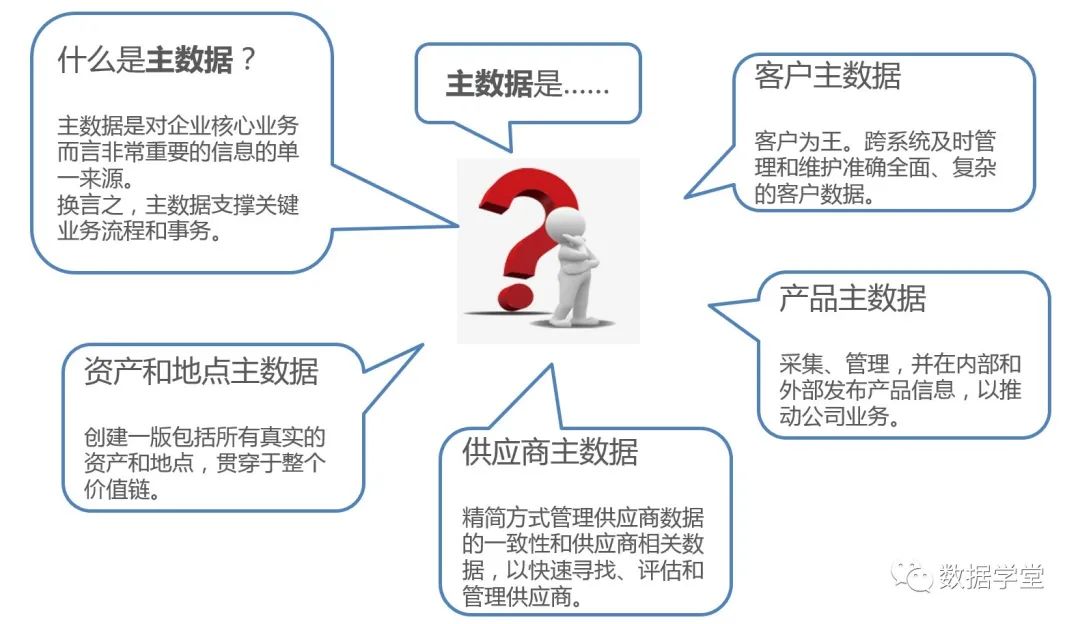 什么是主数据？
主数据是对企业核心业务
而言非常重要的信息的单
一来源。
换言之，主数据支撑关键
业务流程和事务。
主数据是......
客户主数据
客户为王。跨系统及时管
理和维护准确全面、复杂
的客户数据。
产品主数据
采集、管理，并在内部和
外部发布产品信息，以推
动公司业务。
资产和地点主数据
创建一版包括所有真实的
资产和地点，贯穿于整个
价值链。
供应商主数据
精简方式管理供应商数据
的一致性和供应商相关数
据，以快速寻找、评估和
管理供应商。
数据学堂